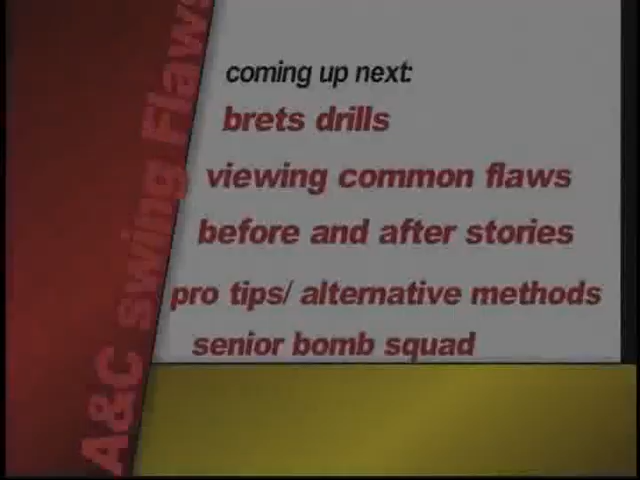 coming up next:
brets drills
viewing common flaws
before and after stories
pro tips/ alternative methods
senior bomb squad
A&C swing Flaws